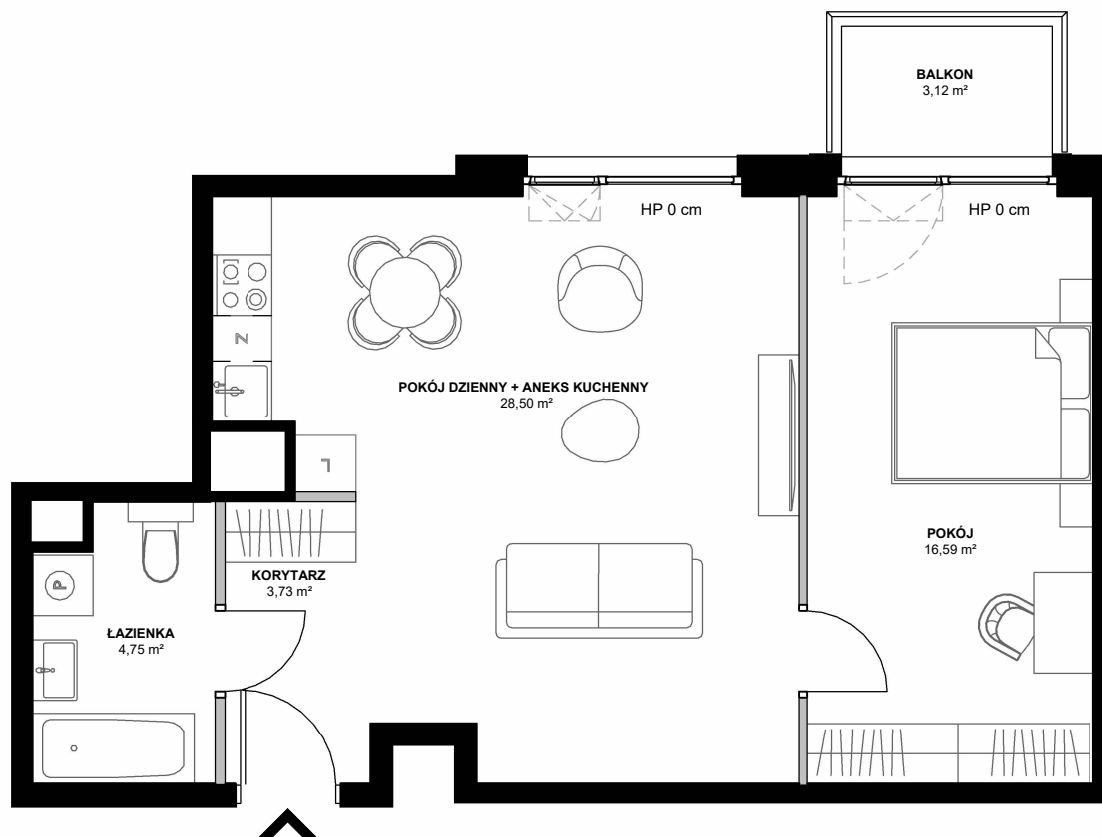 BALKON
3,12 m²
HP 0 cm
HP 0 cm
N
POKÓJ DZIENNY + ANEKS KUCHENNY
28,50 m²
L
POKÓJ
16,59 m²
KORYTARZ
3,73 m²
P
ŁAZIENKA
4,75 m²